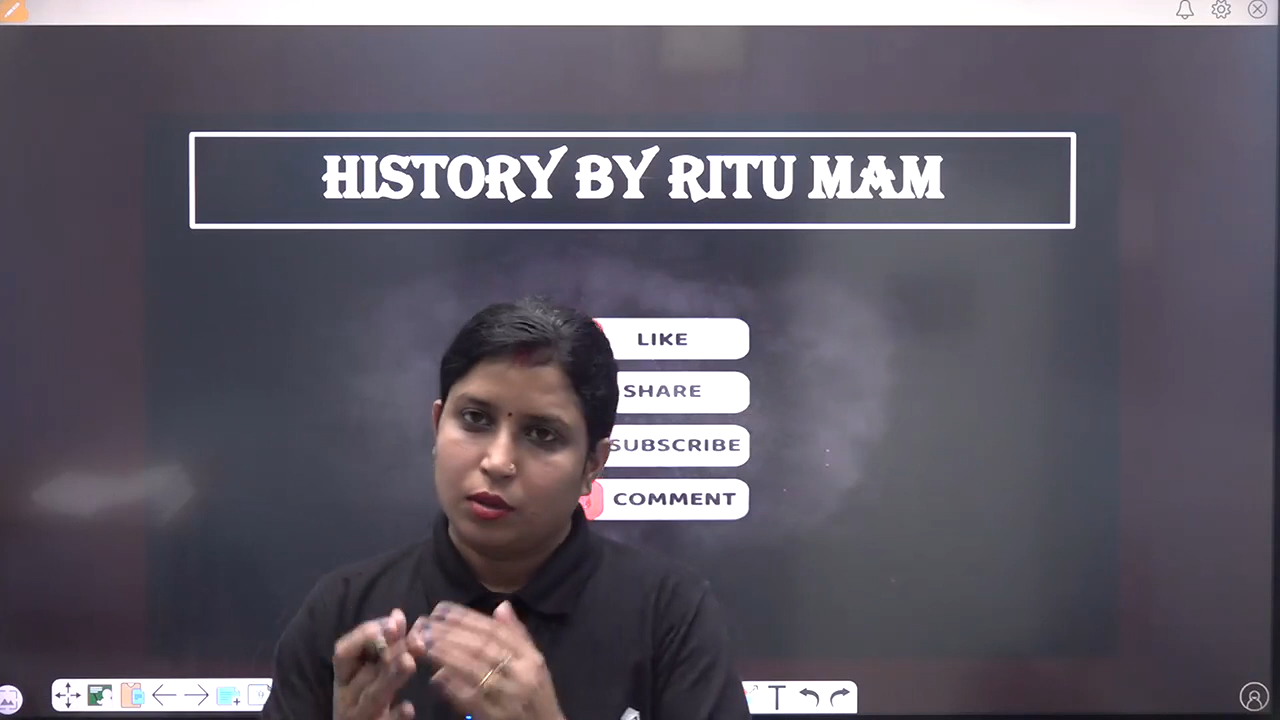 HISTORY BY RITU MAM
LIKE
SHARE
SUBSCRIBE
COMMENT
T